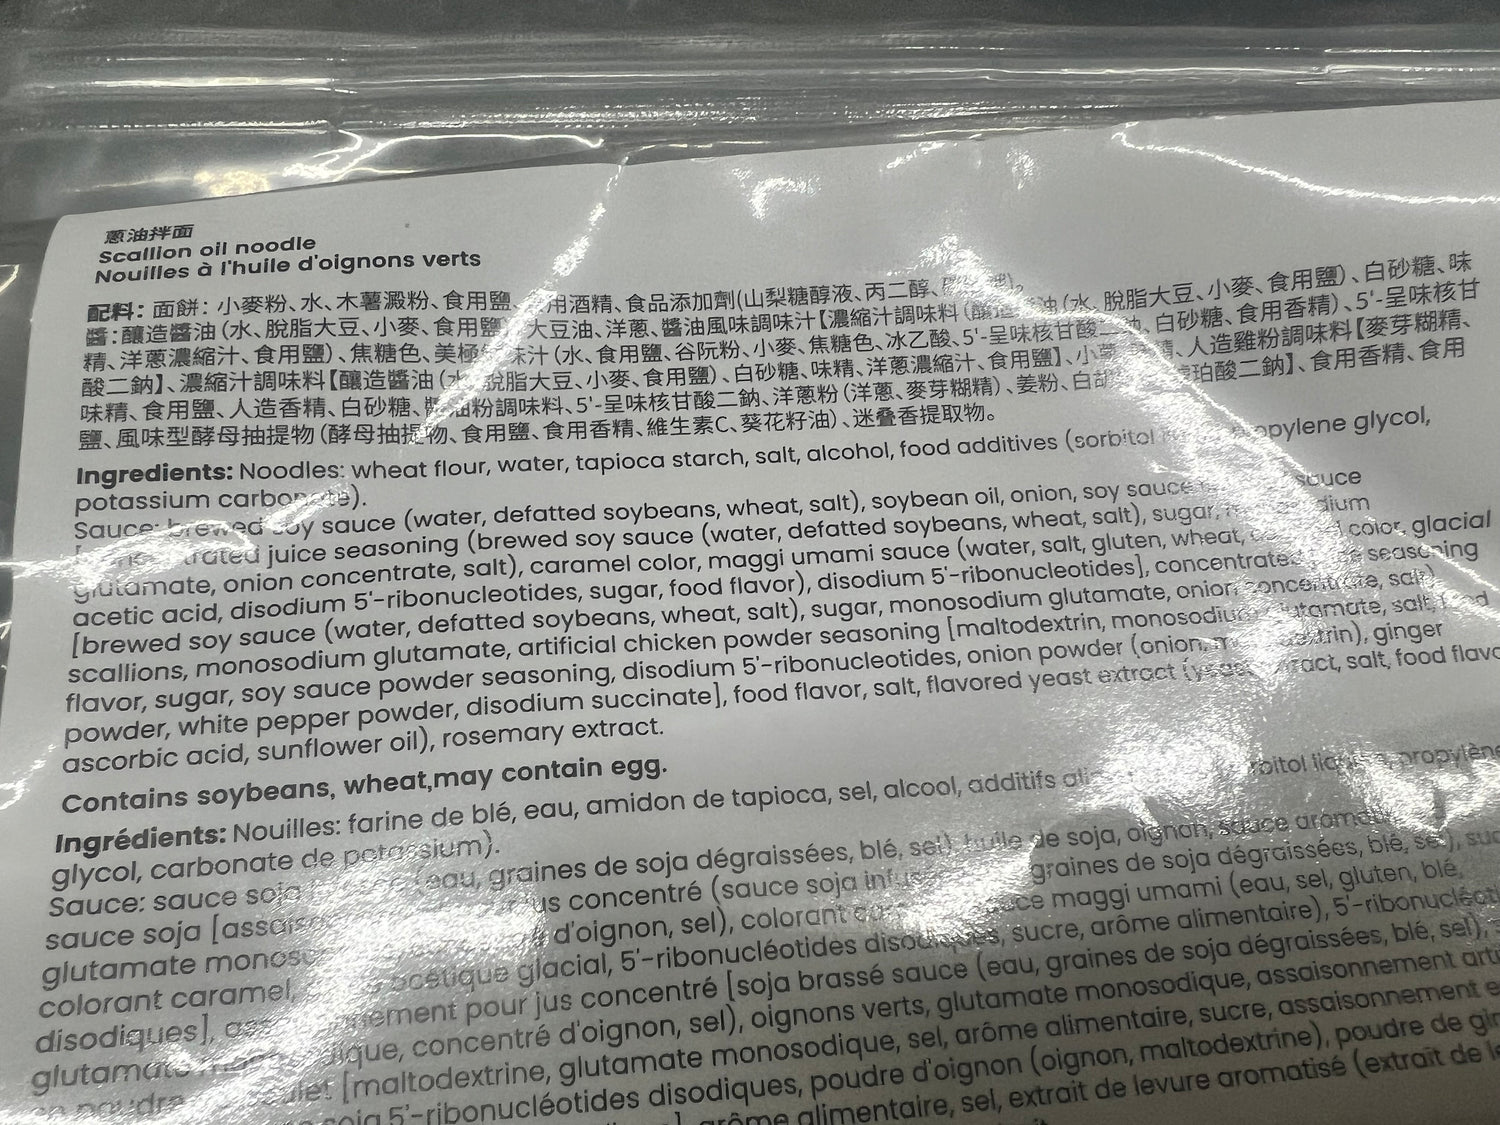 蔥油拌面
Scallion oil noodle
Nouilles à l'huile d'oignons verts
配料：面餅：小麥粉、水、木薯澱粉、食用鹽、用酒精、食品添加劑(山梨糖醇液、丙二醇、
醬：釀造醬油（水、脫脂大豆、小麥、食用鹽 大豆油、洋蔥、醬油風味調味汁【濃縮汁調味料（釀造 油（水、脫脂大豆、小麥、食用鹽）、白砂糖、味
精、洋蔥濃縮汁、食用鹽）、焦糖色、美極 味汁（水、食用鹽、谷阮粉、小麥、焦糖色、冰乙酸、5'-呈味核甘酸二 、白砂糖、食用香精）、5'-呈味核甘
酸二鈉】、濃縮汁調味料【釀造醬油（水 脫脂大豆、小麥、食用鹽）、白砂糖、味精、洋蔥濃縮汁、食用鹽】、小 、人造雞粉調味料【麥芽糊精、
味精、食用鹽、人造香精、白砂糖、 油粉調味料、5'-呈味核甘酸二鈉、洋蔥粉（洋蔥、麥芽糊精）、姜粉、白 琥珀酸二鈉】、食用香精、食用
鹽、風味型酵母抽提物（酵母抽提物、食用鹽、食用香精、維生素C、葵花籽油）、迷叠香提取物。
Ingredients: Noodles: wheat flour, water, tapioca starch, salt, alcohol, food additives (sorbitol propylene glycol,
potassium carbonate).
Sauce: brewed soy sauce (water, defatted soybeans, wheat, salt), soybean oil, onion, soy sauce sauce
[concentrated juice seasoning (brewed soy sauce (water, defatted soybeans, wheat, salt), sugar,
glutamate, onion concentrate, salt), caramel color, maggi umami sauce (water, salt, gluten, wheat, color, glacial
acetic acid, disodium 5'-ribonucleotides, sugar, food flavor), disodium 5'-ribonucleotides], concentrated seasoning
[brewed soy sauce (water, defatted soybeans, wheat, salt), sugar, monosodium glutamate, onion concentrate, salt)
scallions, monosodium glutamate, artificial chicken powder seasoning [maltodextrin, monosodium glutamate, salt, food
flavor, sugar, soy sauce powder seasoning, disodium 5'-ribonucleotides, onion powder (onion, ginger
powder, white pepper powder, disodium succinate], food flavor, salt, flavored yeast extract (yeast extract, salt, food
ascorbic acid, sunflower oil), rosemary extract.
Contains soybeans, wheat,may contain egg.
Ingrédients: Nouilles: farine de blé, eau, amidon de tapioca, sel, alcool, additifs propylène
glycol, carbonate de potassium).
Sauce: sauce soja (eau, graines de soja dégraissées, blé, sel), huile de soja, oignon, sauce
sauce soja jus concentré (sauce soja graines de soja dégraissées, blé, sel),
glutamate d'oignon, sel), colorant maggi umami (eau, sel, gluten, blé,
colorant caramel, acétique glacial, 5'-ribonucléotides disodiques, sucre, arôme alimentaire),
disodiques], pour jus concentré [soja brassé sauce (eau, graines de soja dégraissées, blé, sel),
glutamate concentré d'oignon, sel), oignons verts, glutamate monosodique, assaisonnement
poudre [maltodextrine, glutamate monosodique, sel, arôme alimentaire, sucre, assaisonnement
soja 5'-ribonucléotides disodiques, poudre d'oignon (oignon, maltodextrine), poudre de
arôme alimentaire, sel, extrait de levure aromatisé (extrait de